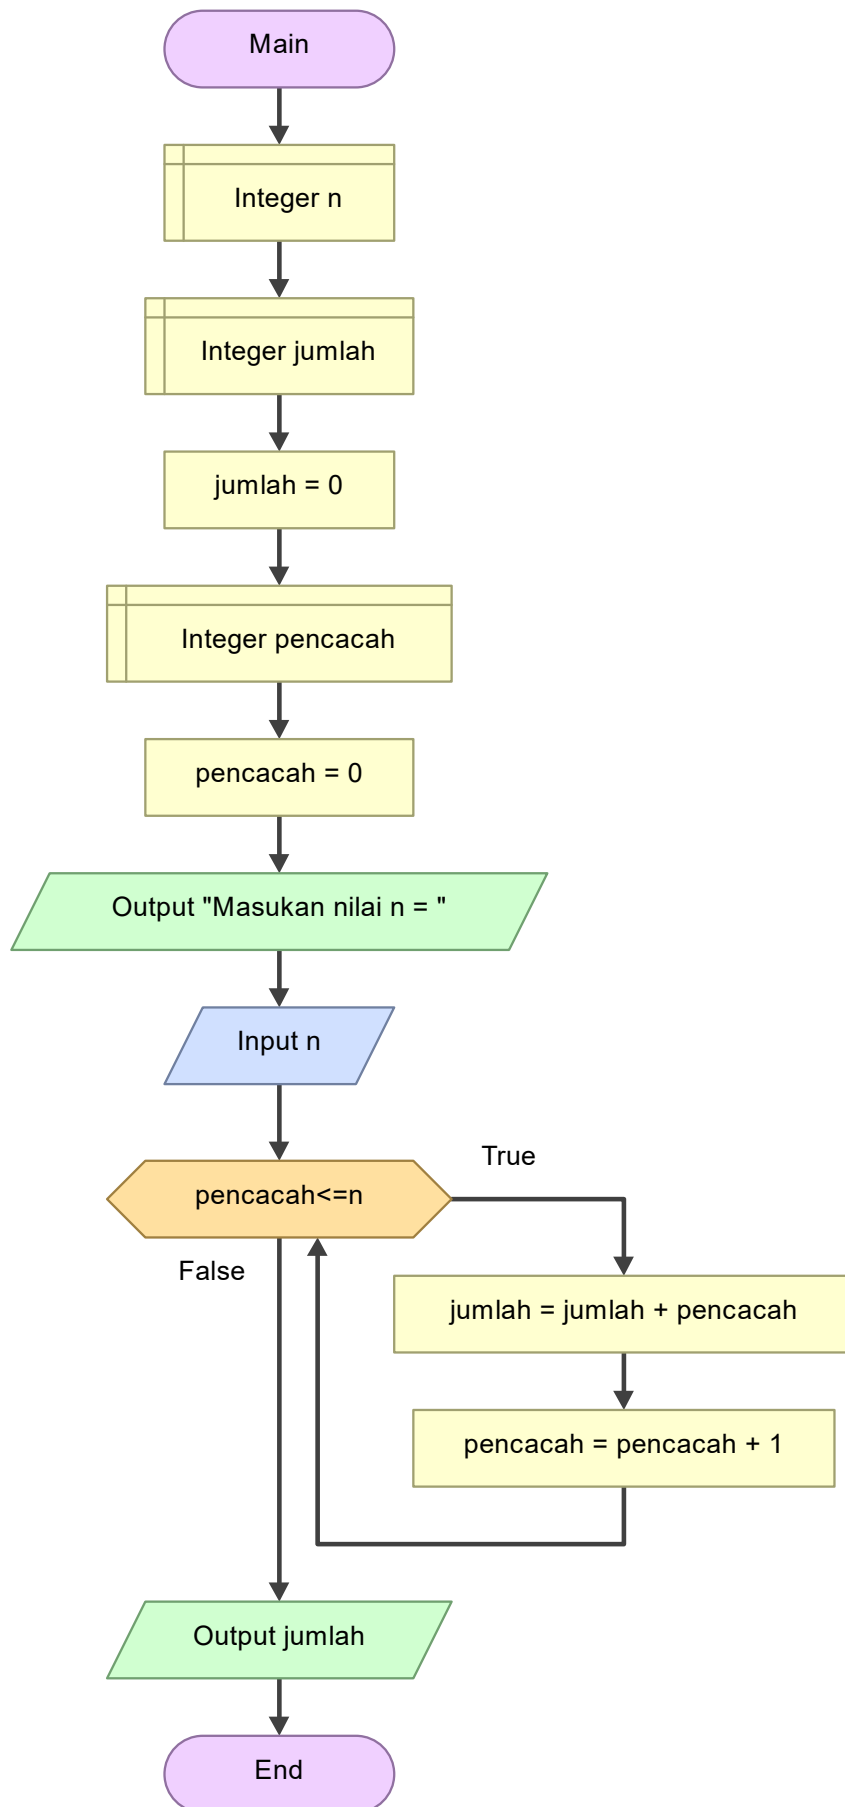 Main
Integer n
Integer jumlah
jumlah = 0
Integer pencacah
pencacah = 0
Output "Masukan nilai n = "
Input n
pencacah<=n
True
False
jumlah = jumlah + pencacah
pencacah = pencacah + 1
Output jumlah
End